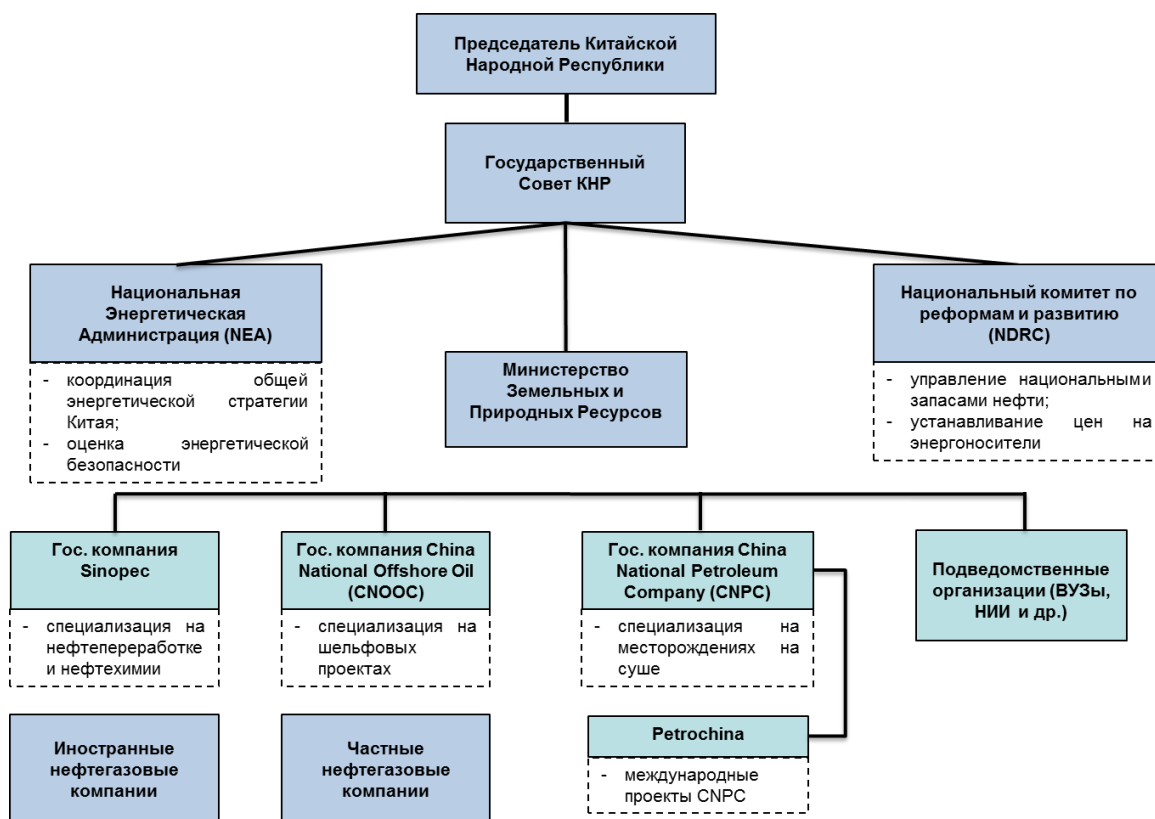 Председатель Китайской
Народной Республики
Государственный
Совет КНР
Национальная
Энергетическая
Администрация (NEA)
- координация общей
энергетической стратегии
Китая;
- оценка энергетической
безопасности
Министерство
Земельных и
Природных Ресурсов
Национальный комитет по
реформам и развитию
(NDRC)
- управление национальными
запасами нефти;
- устанавливание цен на
энергоносители
Гос. компания
Sinopec
- специализация на
нефтепереработке
и нефтехимии
Гос. компания China
National Offshore Oil
(CNOOC)
- специализация на
шельфовых
проектах
Гос. компания China
National Petroleum
Company (CNPC)
- специализация на
месторождениях на
суше
Подведомственные
организации (ВУЗы,
НИИ и др.)
Иностранные
нефтегазовые
компании
Частные
нефтегазовые
компании
Petrochina
- международные
проекты CNPC